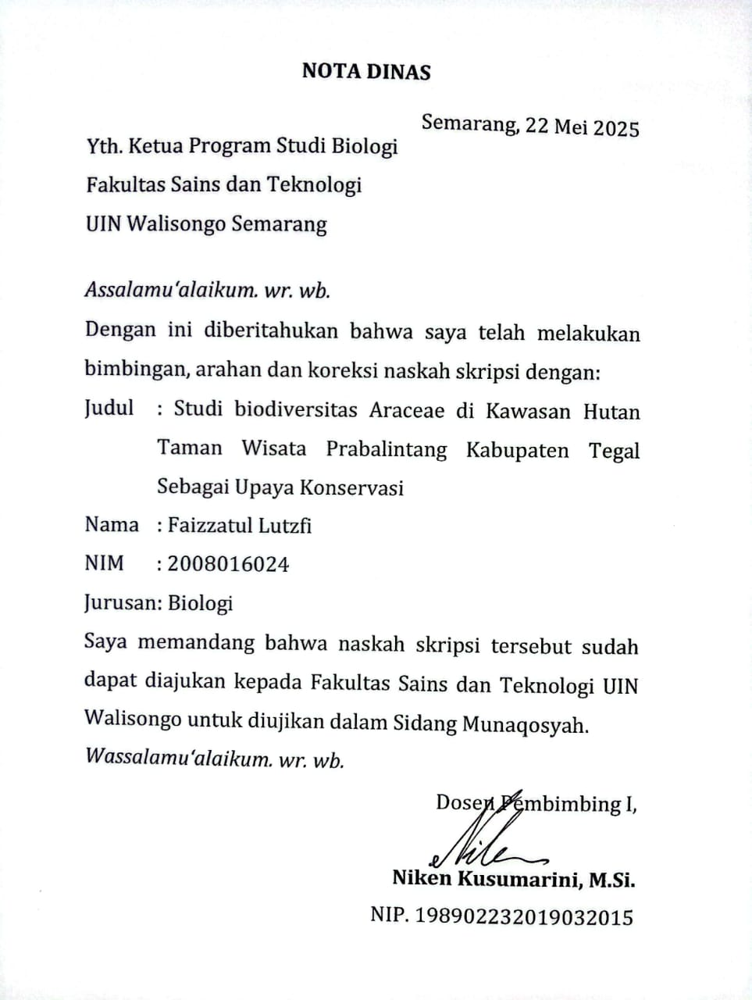 NOTA DINAS
Semarang, 22 Mei 2025
Yth. Ketua Program Studi Biologi
Fakultas Sains dan Teknologi
UIN Walisongo Semarang
Assalamu‘alaikum. wr. wb.
Dengan ini diberitahukan bahwa saya telah melakukan
bimbingan, arahan dan koreksi naskah skripsi dengan:
Judul : Studi biodiversitas Araceae di Kawasan Hutan
Taman Wisata Prabalintang Kabupaten Tegal
Sebagai Upaya Konservasi
Nama : Faizzatul Lutzfi
NIM : 2008016024
Jurusan: Biologi
Saya memandang bahwa naskah skripsi tersebut sudah
dapat diajukan kepada Fakultas Sains dan Teknologi UIN
Walisongo untuk diujikan dalam Sidang Munaqosyah.
Wassalamu‘alaikum. wr. wb.
Dosen Pembimbing I,
Niken Kusumarini, M.Si.
NIP. 198902232019032015